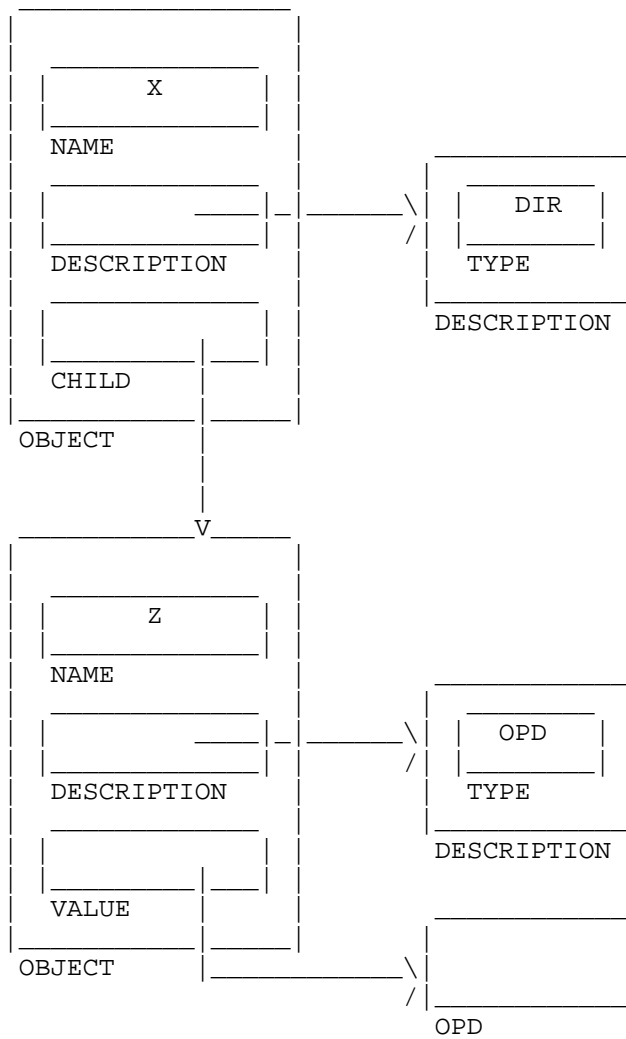 X
NAME
DIR
DESCRIPTION TYPE
DESCRIPTION
CHILD
OBJECT
V
Z
NAME
OPD
DESCRIPTION TYPE
DESCRIPTION
VALUE
OBJECT
OPD